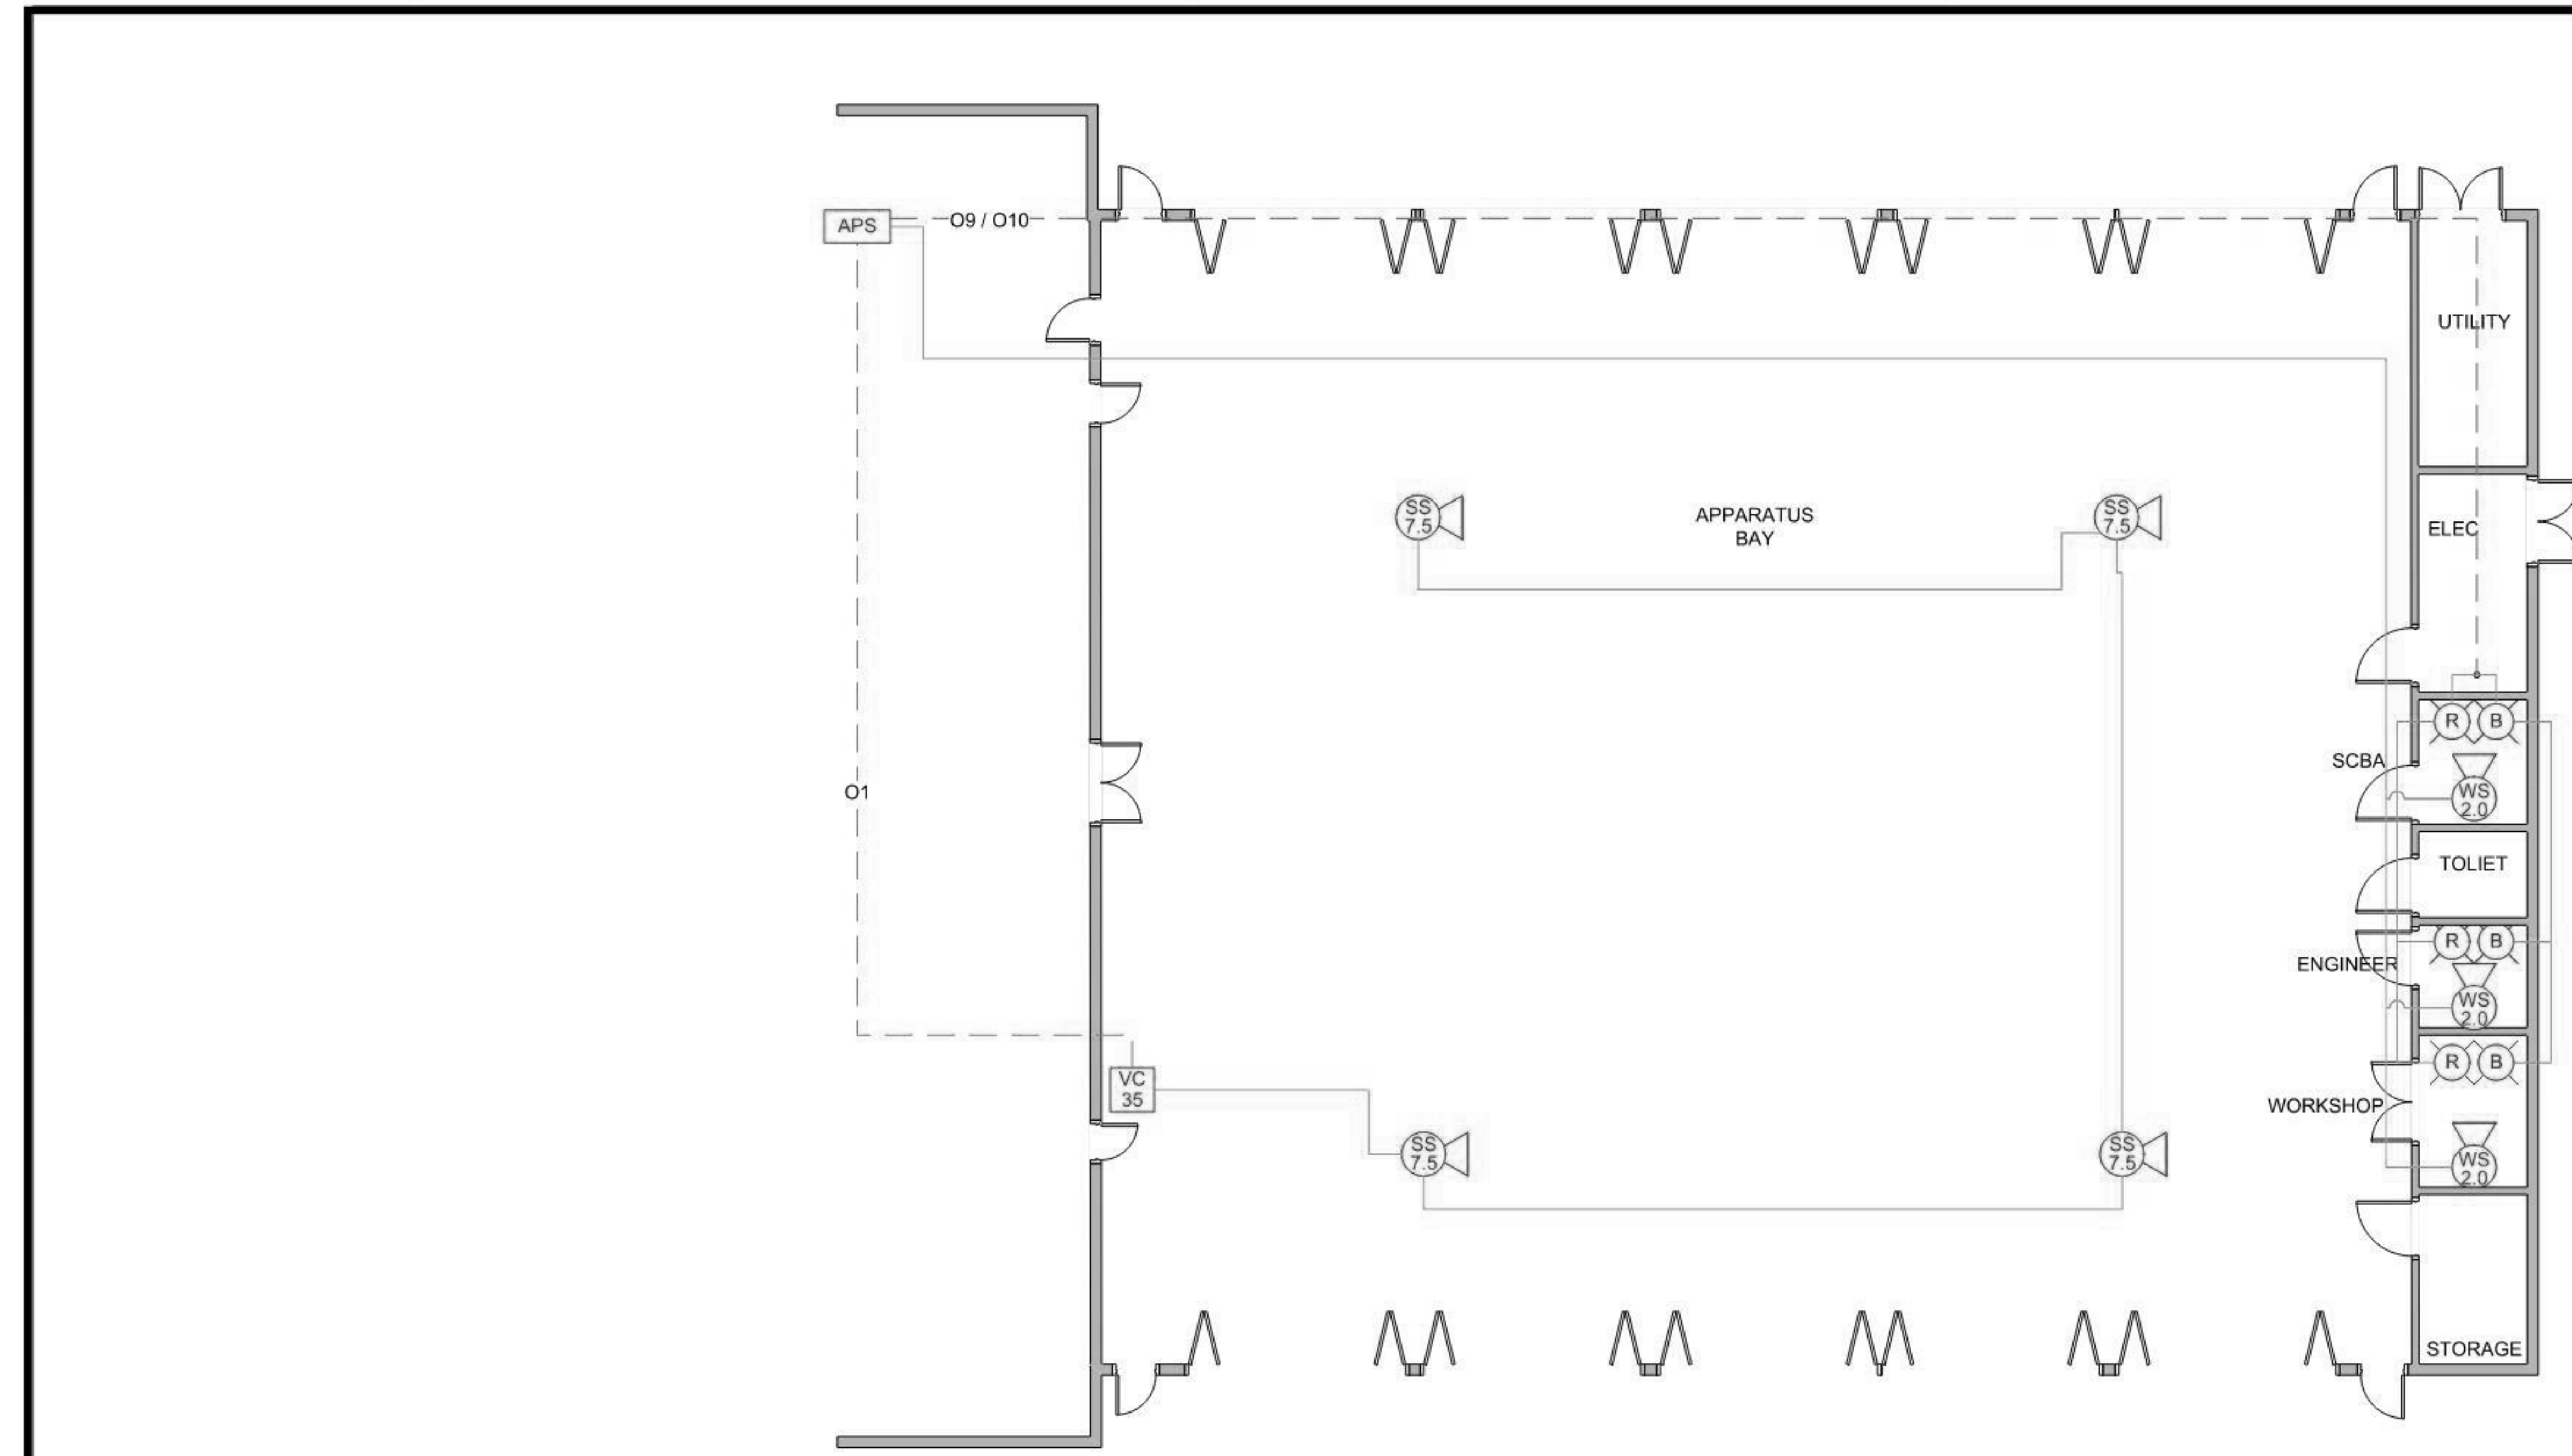 APS
O9 / O10
UTILITY
SS
7.5
APPARATUS
BAY
SS
7.5
ELEC
R
B
SCBA
WS
2.0
O1
TOLIET
R
B
ENGINEER
WS
2.0
R
B
VC
35
WORKSHOP
SS
7.5
SS
7.5
WS
2.0
STORAGE